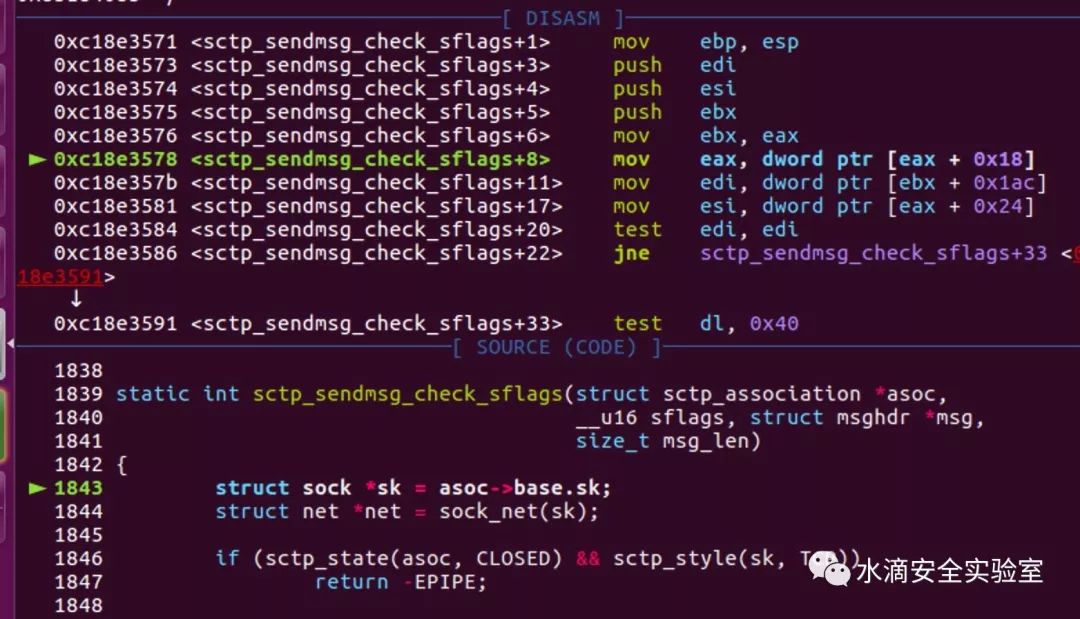 [ DISASM ]
0xc18e3571 <sctp_sendmsg_check_sflags+1> mov ebp, esp
0xc18e3573 <sctp_sendmsg_check_sflags+3> push edi
0xc18e3574 <sctp_sendmsg_check_sflags+4> push esi
0xc18e3575 <sctp_sendmsg_check_sflags+5> push ebx
0xc18e3576 <sctp_sendmsg_check_sflags+6> mov ebx, eax
► 0xc18e3578 <sctp_sendmsg_check_sflags+8> mov eax, dword ptr [eax + 0x18]
0xc18e357b <sctp_sendmsg_check_sflags+11> mov edi, dword ptr [ebx + 0x1ac]
0xc18e3581 <sctp_sendmsg_check_sflags+17> mov esi, dword ptr [eax + 0x24]
0xc18e3584 <sctp_sendmsg_check_sflags+20> test edi, edi
0xc18e3586 <sctp_sendmsg_check_sflags+22> jne sctp_sendmsg_check_sflags+33 <
18e3591>
↓
0xc18e3591 <sctp_sendmsg_check_sflags+33> test dl, 0x40
[ SOURCE (CODE) ]
1838
1839 static int sctp_sendmsg_check_sflags(struct sctp_association *asoc,
1840 __u16 sflags, struct msghdr *msg,
1841 size_t msg_len)
1842 {
► 1843 struct sock *sk = asoc->base.sk;
1844 struct net *net = sock_net(sk);
1845
1846 if (sctp_state(asoc, CLOSED) && sctp_style(sk, T
1847 return -EPIPE;
1848
水滴安全实验室